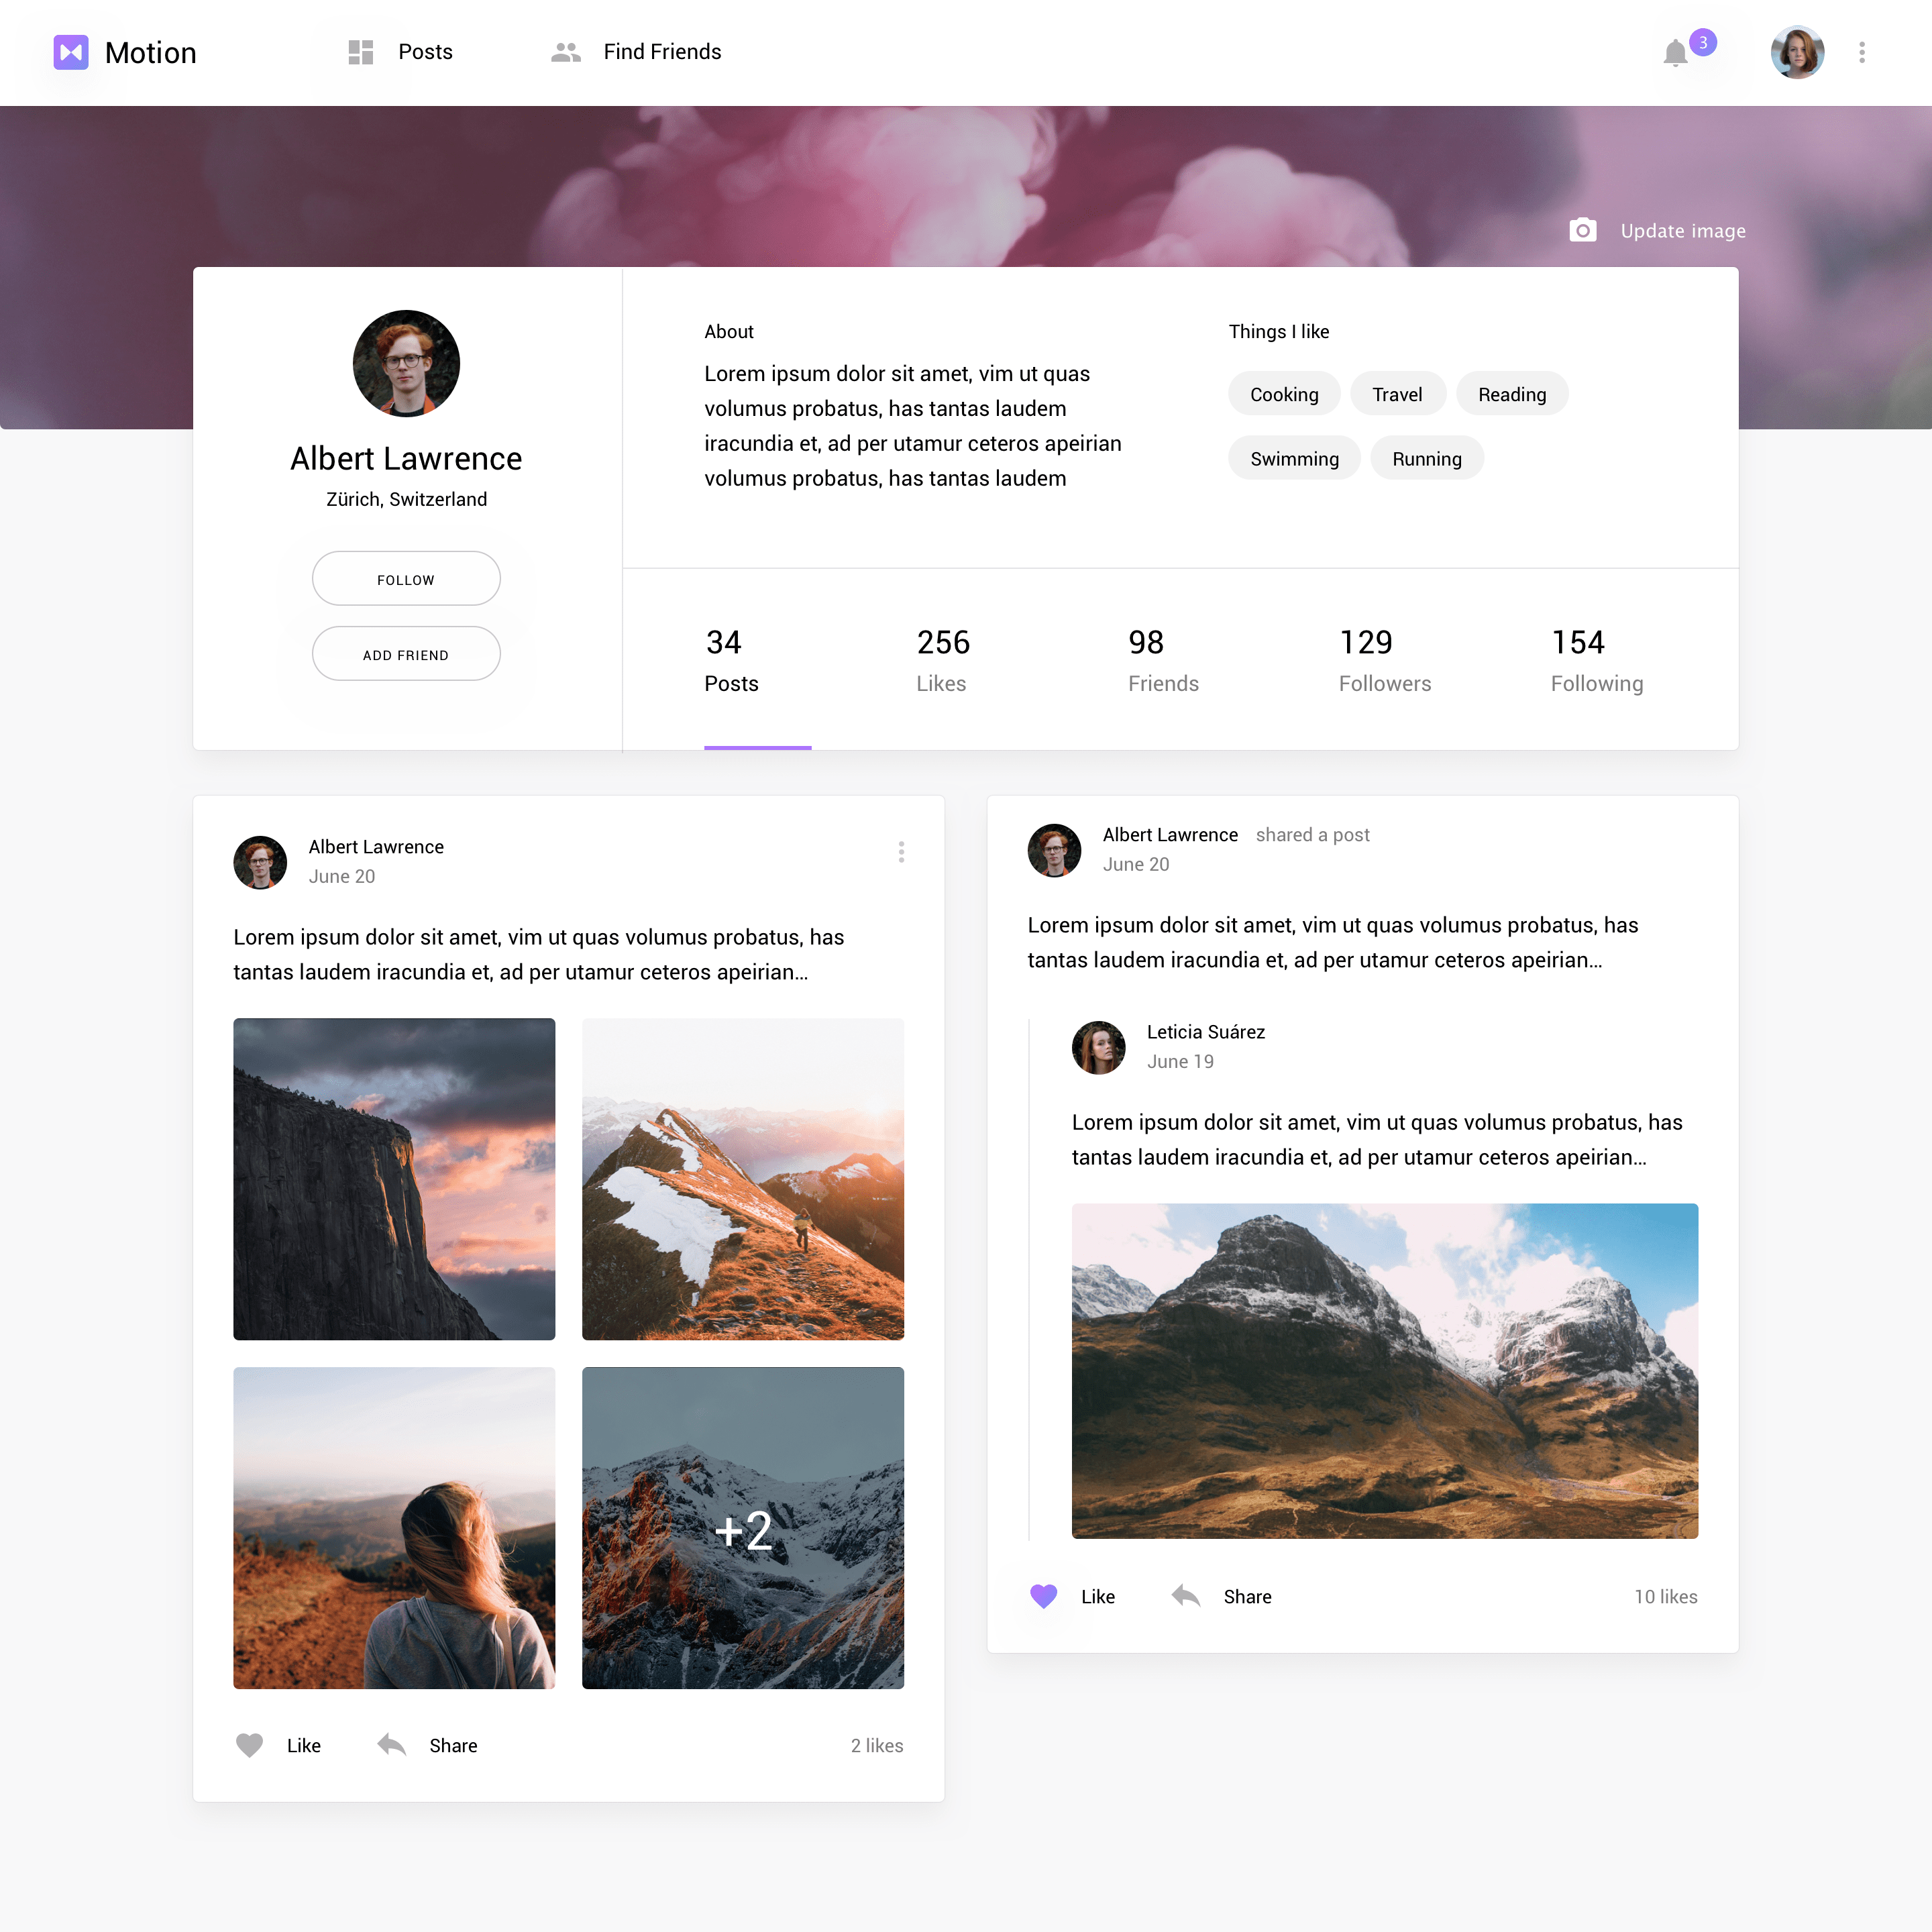 Motion
Posts
Find Friends
3
Update image
Albert Lawrence
Zürich, Switzerland
FOLLOW
ADD FRIEND
About
Lorem ipsum dolor sit amet, vim ut quas
volumus probatus, has tantas laudem
iracundia et, ad per utamur ceteros apeirian
volumus probatus, has tantas laudem
Things I like
Cooking
Travel
Reading
Swimming
Running
34
Posts
256
Likes
98
Friends
129
Followers
154
Following
Albert Lawrence
June 20
Lorem ipsum dolor sit amet, vim ut quas volumus probatus, has
tantas laudem iracundia et, ad per utamur ceteros apeirian…
+2
Like
Share
2 likes
Albert Lawrence shared a post
June 20
Lorem ipsum dolor sit amet, vim ut quas volumus probatus, has
tantas laudem iracundia et, ad per utamur ceteros apeirian…
Leticia Suárez
June 19
Lorem ipsum dolor sit amet, vim ut quas volumus probatus, has
tantas laudem iracundia et, ad per utamur ceteros apeirian…
Like
Share
10 likes